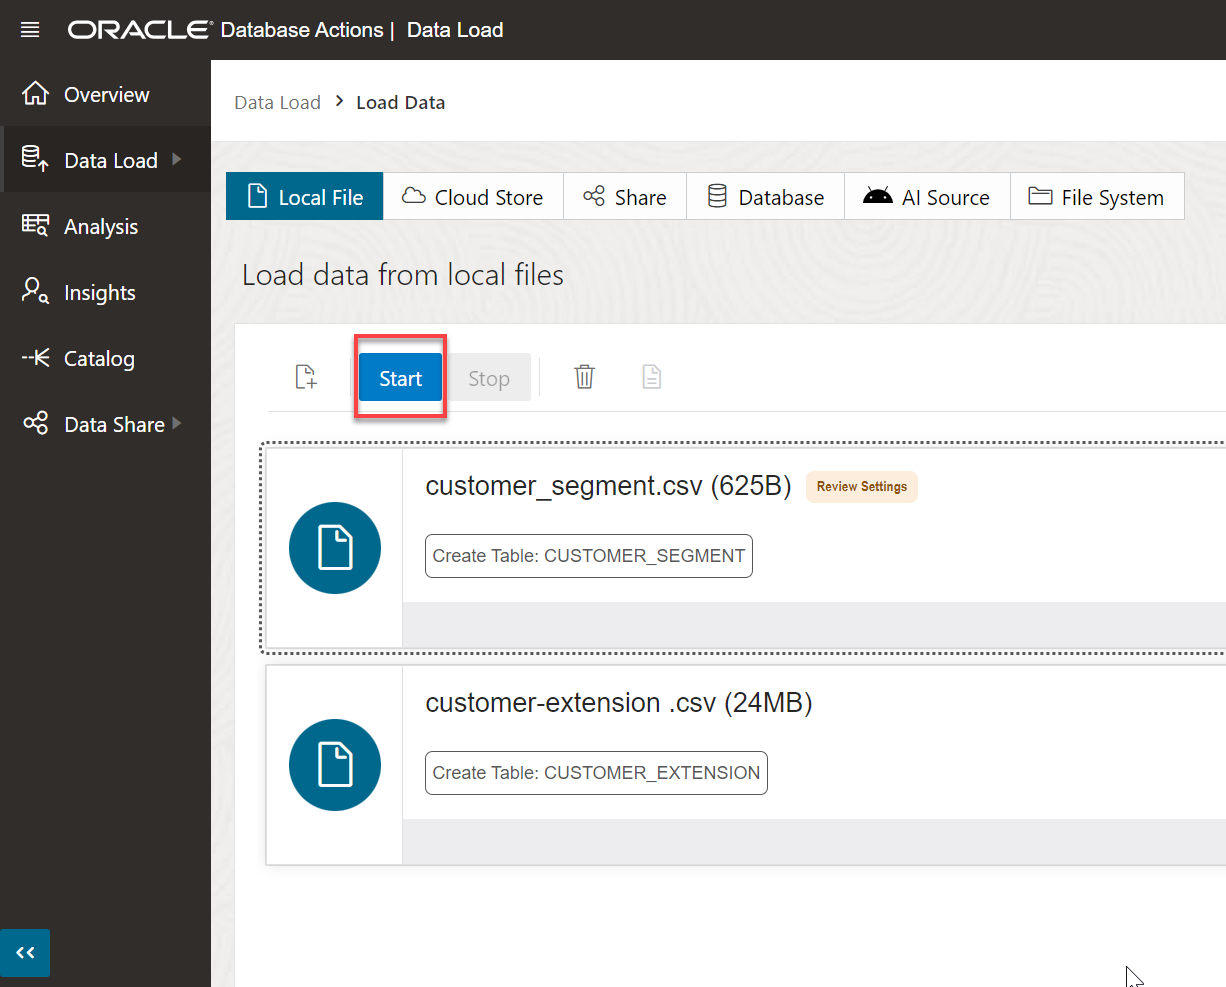 ORACLE Database Actions | Data Load
Overview
Data Load
Analysis
Insights
Catalog
Data Share
Data Load > Load Data
Local File
Cloud Store
Share
Database
AI Source
File System
Load data from local files
Start
Stop
customer_segment.csv (625B)
Review Settings
Create Table: CUSTOMER_SEGMENT
customer-extension .csv (24MB)
Create Table: CUSTOMER_EXTENSION